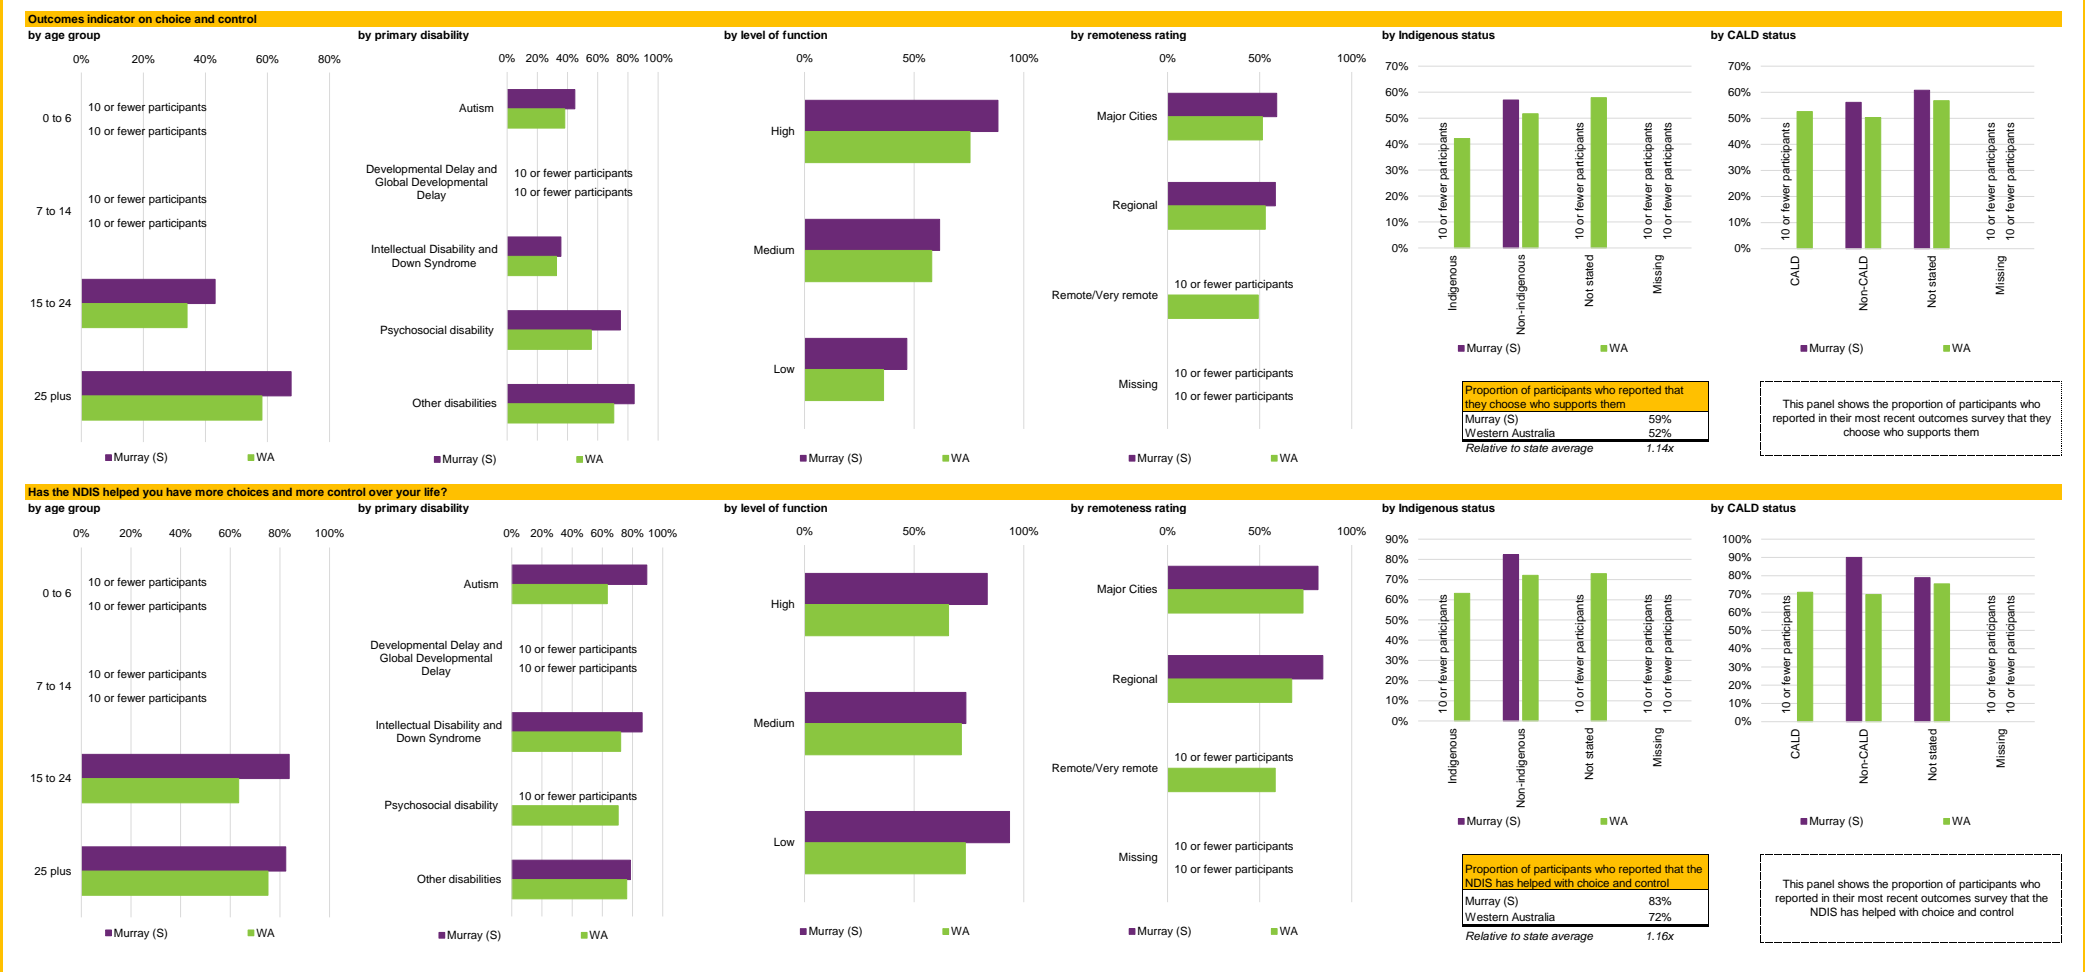 Outcomes indicator on choice and control
by age group
0% 20% 40% 60% 80%
0 to 6
10 or fewer participants
10 or fewer participants
7 to 14
10 or fewer participants
10 or fewer participants
15 to 24
25 plus
Murray (S) WA
by primary disability
0% 20% 40% 60% 80% 100%
Autism
Developmental Delay and
Global Developmental
Delay
10 or fewer participants
10 or fewer participants
Intellectual Disability and
Down Syndrome
Psychosocial disability
Other disabilities
Murray (S) WA
by level of function
0% 50% 100%
High
Medium
Low
Murray (S) WA
by remoteness rating
0% 50% 100%
Major Cities
Regional
Remote/Very remote
10 or fewer participants
Missing
10 or fewer participants
10 or fewer participants
Murray (S) WA
by Indigenous status
70%
60%
50%
40%
30%
20%
10%
0%
10 or fewer participants
10 or fewer participants
10 or fewer participants
10 or fewer participants
Indigenous
Non-indigenous
Not stated
Missing
Murray (S) WA
by CALD status
70%
60%
50%
40%
30%
20%
10%
0%
10 or fewer participants
10 or fewer participants
10 or fewer participants
CALD
Non-CALD
Not stated
Missing
Murray (S) WA
Proportion of participants who reported that
they choose who supports them
Murray (S) 59%
Western Australia 52%
Relative to state average 1.14x
This panel shows the proportion of participants who
reported in their most recent outcomes survey that they
choose who supports them
Has the NDIS helped you have more choices and more control over your life?
by age group
0% 20% 40% 60% 80% 100%
0 to 6
10 or fewer participants
10 or fewer participants
7 to 14
10 or fewer participants
10 or fewer participants
15 to 24
25 plus
Murray (S) WA
by primary disability
0% 20% 40% 60% 80% 100%
Autism
Developmental Delay and
Global Developmental
Delay
10 or fewer participants
10 or fewer participants
Intellectual Disability and
Down Syndrome
Psychosocial disability
10 or fewer participants
Other disabilities
Murray (S) WA
by level of function
0% 50% 100%
High
Medium
Low
Murray (S) WA
by remoteness rating
0% 50% 100%
Major Cities
Regional
Remote/Very remote
10 or fewer participants
Missing
10 or fewer participants
10 or fewer participants
Murray (S) WA
by Indigenous status
90%
80%
70%
60%
50%
40%
30%
20%
10%
0%
10 or fewer participants
10 or fewer participants
10 or fewer participants
10 or fewer participants
Indigenous
Non-indigenous
Not stated
Missing
Murray (S) WA
by CALD status
100%
90%
80%
70%
60%
50%
40%
30%
20%
10%
0%
10 or fewer participants
10 or fewer participants
10 or fewer participants
CALD
Non-CALD
Not stated
Missing
Murray (S) WA
Proportion of participants who reported that the
NDIS has helped with choice and control
Murray (S) 83%
Western Australia 72%
Relative to state average 1.16x
This panel shows the proportion of participants who
reported in their most recent outcomes survey that the
NDIS has helped with choice and control